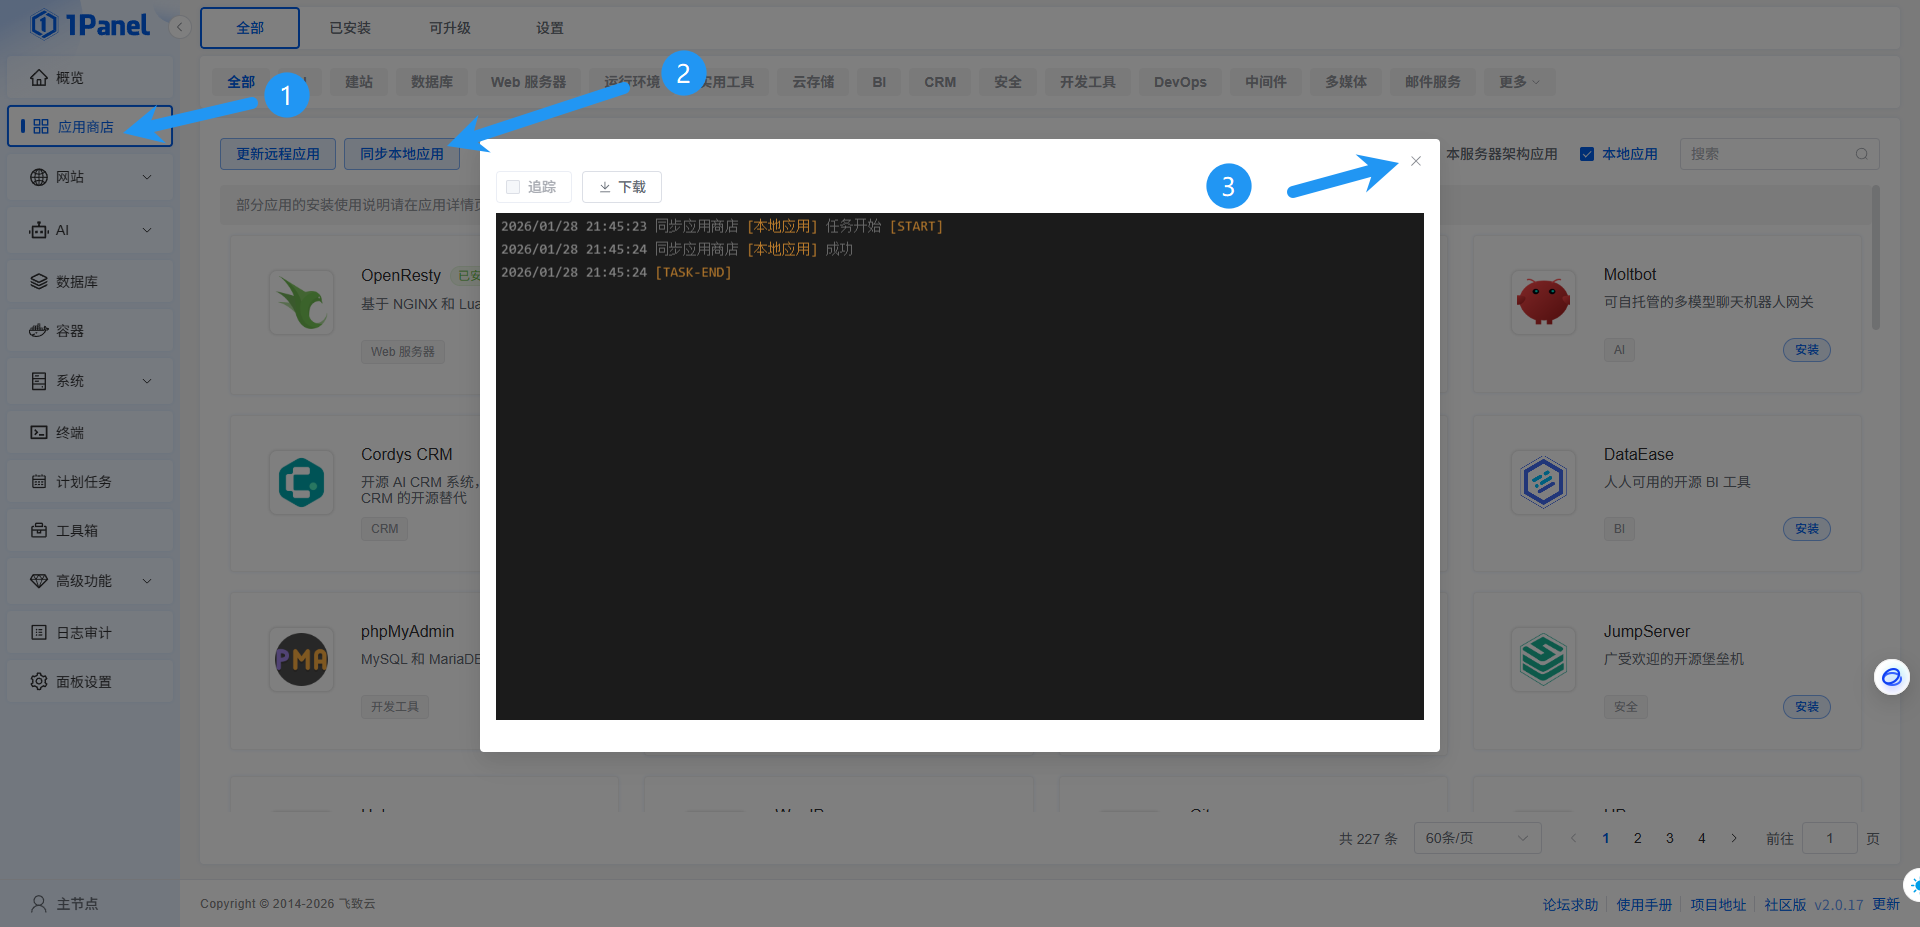 1Panel
概览
应用商店
网站
AI
数据库
容器
系统
终端
计划任务
工具箱
高级功能
日志审计
面板设置
主节点
全部 已安装 可升级 设置
全部 建站 数据库 Web 服务器 运行环境 实用工具 云存储 BI CRM 安全 开发工具 DevOps 中间件 多媒体 邮件服务 更多
1
2
3
更新远程应用 同步本地应用 本服务器架构应用 本地应用 搜索
部分应用的安装使用说明请在应用详情页
追踪 下载
2026/01/28 21:45:23 同步应用商店 [本地应用] 任务开始 [START]
2026/01/28 21:45:24 同步应用商店 [本地应用] 成功
2026/01/28 21:45:24 [TASK-END]
OpenResty 已安
基于 NGINX 和 Lua
Web 服务器
Moltbot
可自托管的多模型聊天机器人网关
AI 安装
Cordys CRM
开源 AI CRM 系统,
CRM 的开源替代
CRM
DataEase
人人可用的开源 BI 工具
BI 安装
PMA
phpMyAdmin
MySQL 和 MariaDB
开发工具
JumpServer
广受欢迎的开源堡垒机
安全 安装
共 227 条 60条/页 1 2 3 4 前往 1 页
Copyright © 2014-2026 飞致云
论坛求助 使用手册 项目地址 社区版 v2.0.17 更新